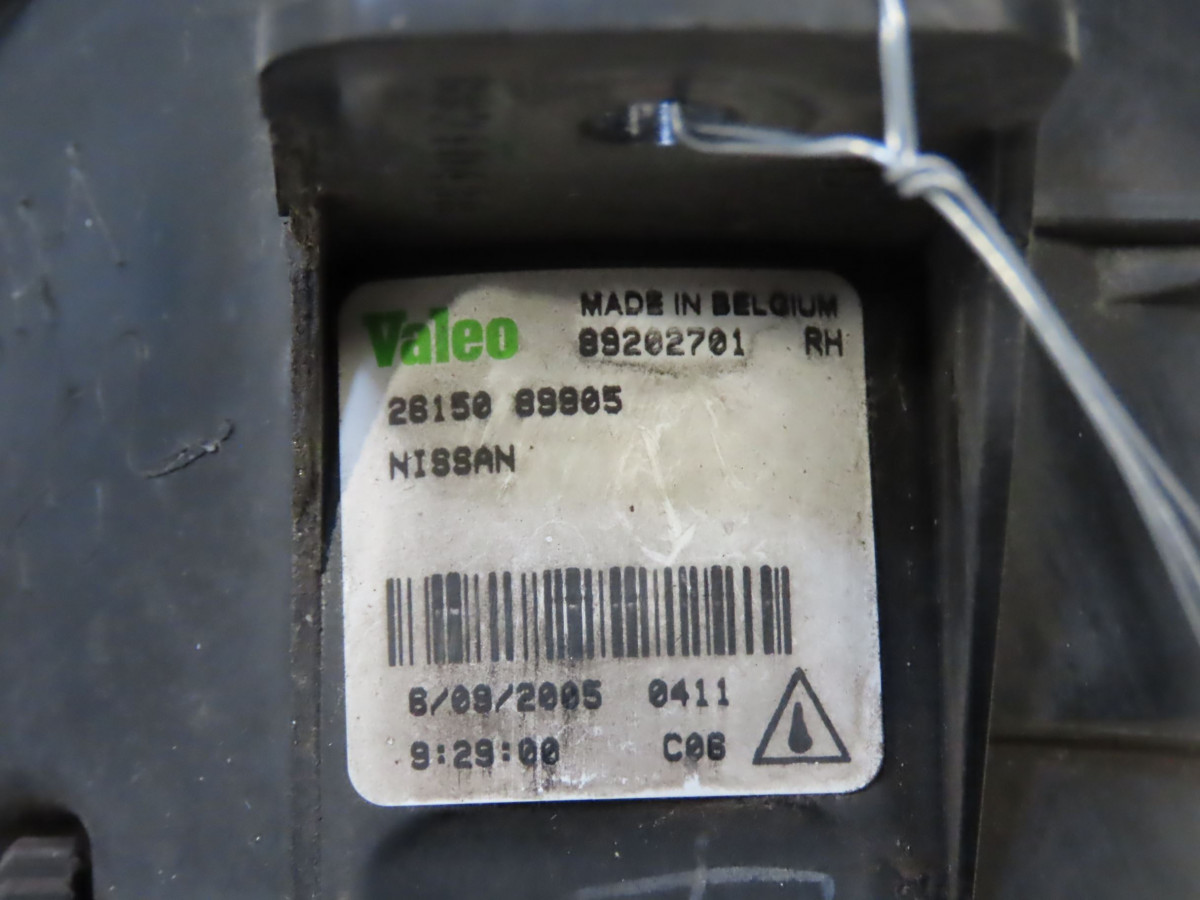 Valeo
MADE IN BELGIUM
89202701 RH
26150 89905
NISSAN
6/09/2005 0411
9:29:00 C06